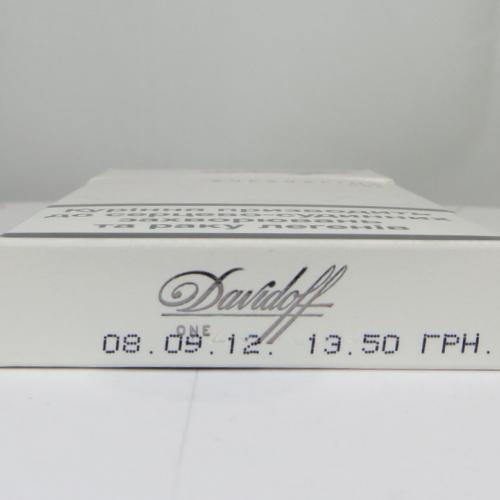 Куріння призводить
до серцево-судинних
захворювань
та раку легенів
Davidoff
ONE
08.09.12. 13.50 ГРН.